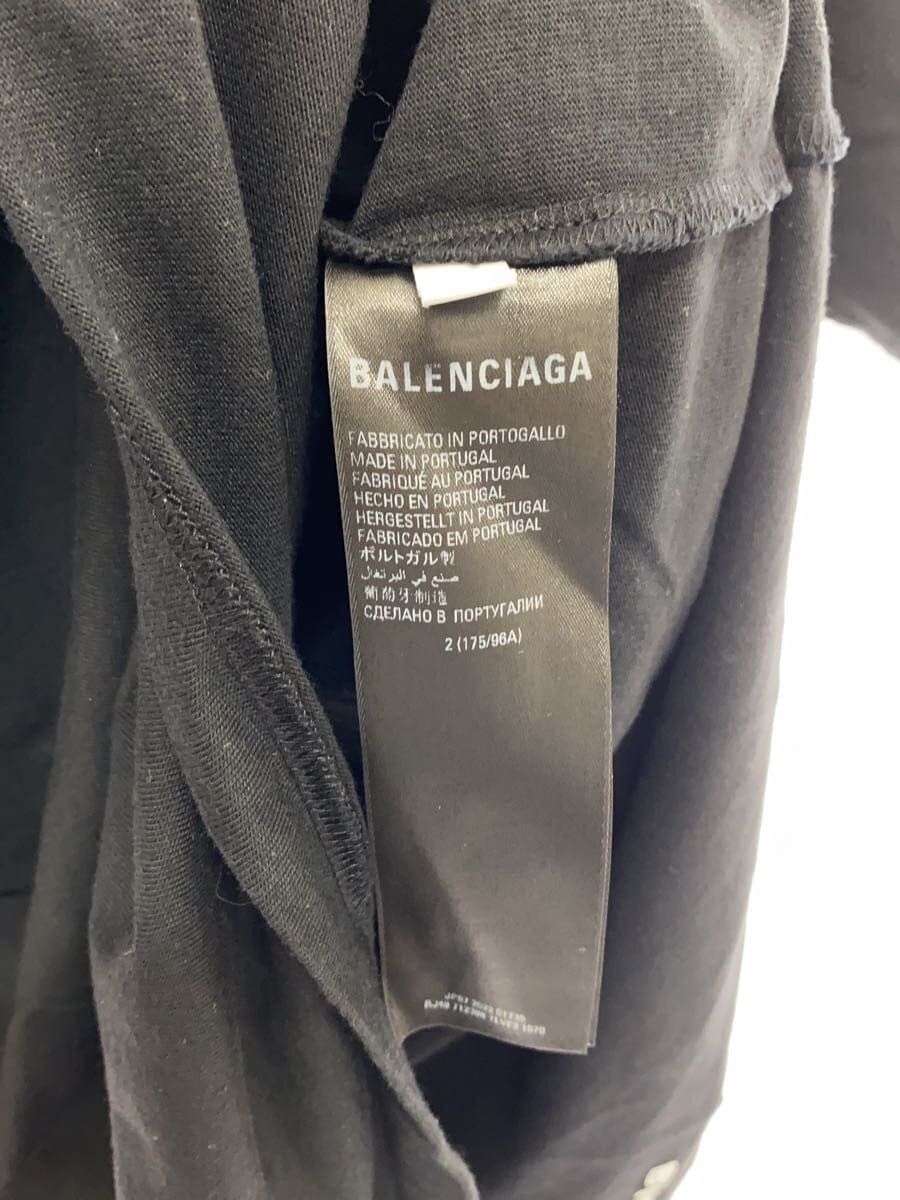 BALENCIAGA
FABBRICATO IN PORTOGALLO
MADE IN PORTUGAL
FABRIQUÉ AU PORTUGAL
HECHO EN PORTUGAL
HERGESTELLT IN PORTUGAL
FABRICADO EM PORTUGAL
ポルトガル製
صنع في البرتغال
葡萄牙制造
СДЕЛАНО В ПОРТУГАЛИИ
2 (175/96A)